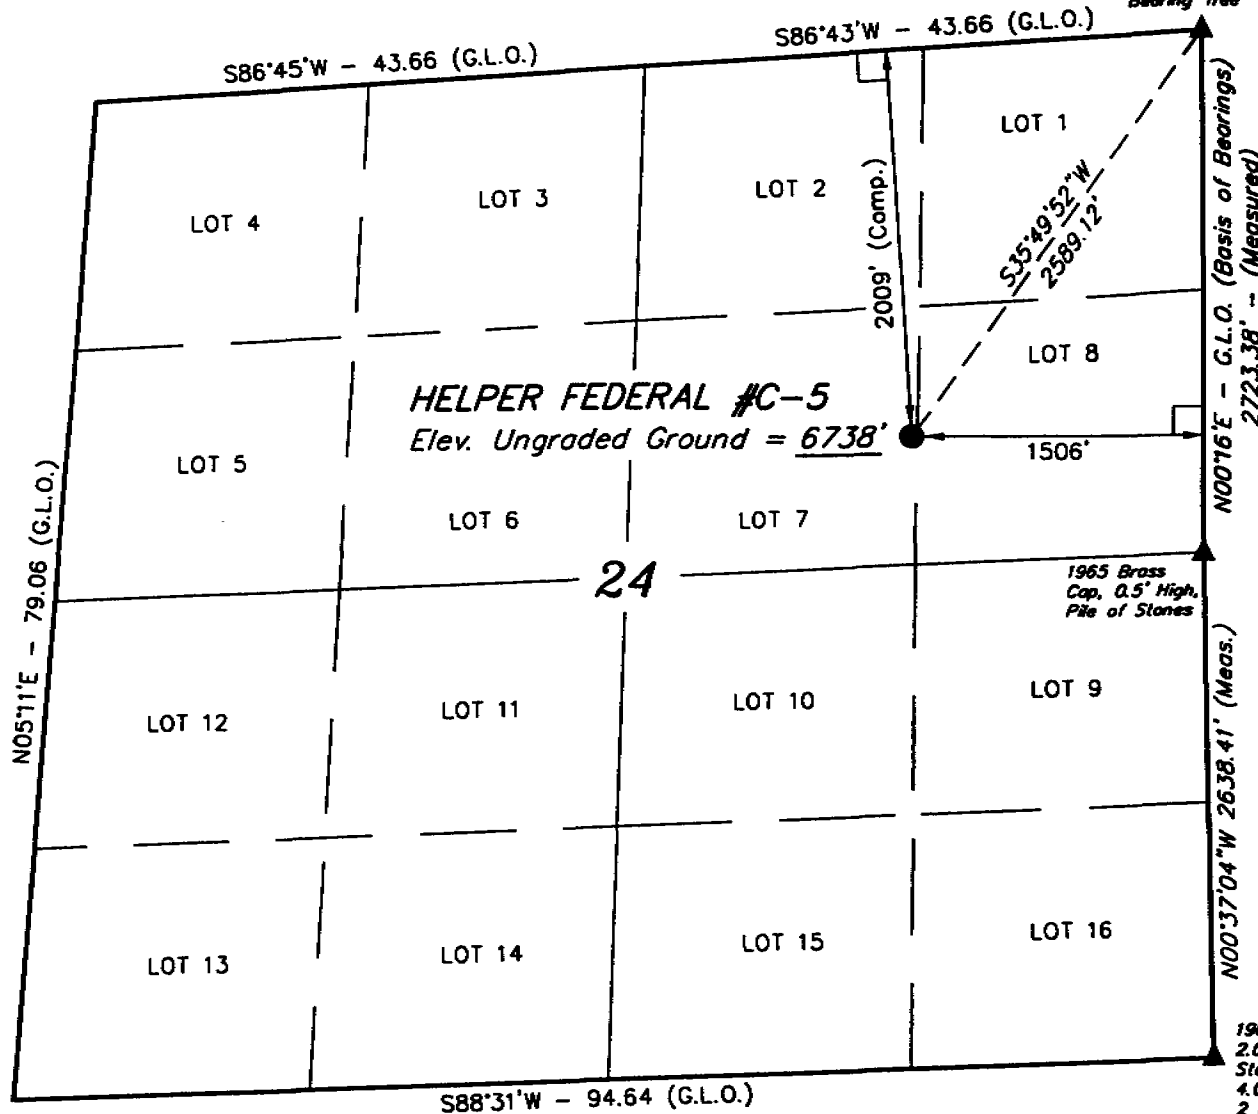 Bearing Tree
S86°45'W - 43.66 (G.L.O.)
S86°43'W - 43.66 (G.L.O.)
LOT 4
LOT 3
LOT 2
LOT 1
2009' (Comp.)
S35°49'52"W
2589.12'
N00°16'E - G.L.O. (Basis of Bearings)
2723.38' - (Measured)
LOT 8
HELPER FEDERAL #C-5
Elev. Ungraded Ground = 6738'
1506'
LOT 5
LOT 6
LOT 7
24
1965 Brass
Cap, 0.5' High,
Pile of Stones
N05°11'E - 79.06 (G.L.O.)
LOT 12
LOT 11
LOT 10
LOT 9
N00°37'04"W 2638.41' (Meas.)
LOT 13
LOT 14
LOT 15
LOT 16
S88°31'W - 94.64 (G.L.O.)